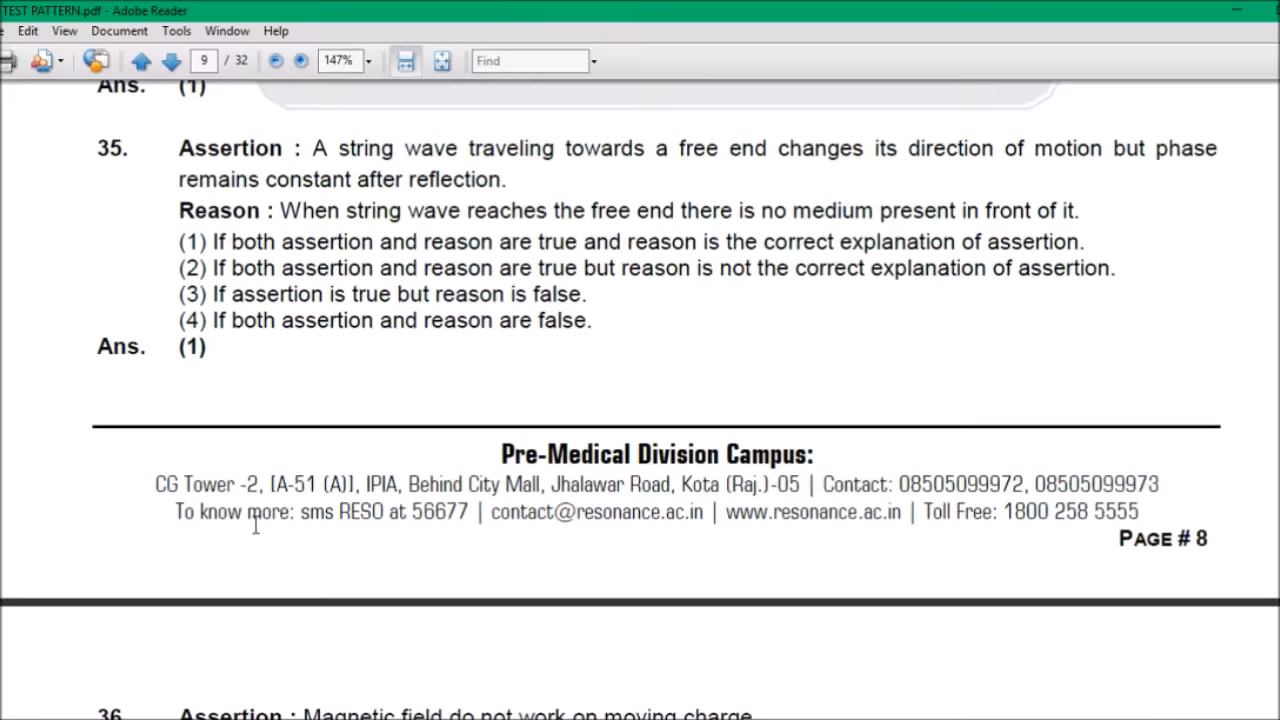 TEST PATTERN.pdf - Adobe Reader
Edit View Document Tools Window Help
9 / 32 147% Find
Ans. (1)
35. Assertion : A string wave traveling towards a free end changes its direction of motion but phase
remains constant after reflection.
Reason : When string wave reaches the free end there is no medium present in front of it.
(1) If both assertion and reason are true and reason is the correct explanation of assertion.
(2) If both assertion and reason are true but reason is not the correct explanation of assertion.
(3) If assertion is true but reason is false.
(4) If both assertion and reason are false.
Ans. (1)
Pre-Medical Division Campus:
CG Tower -2, [A-51 (A)], IPIA, Behind City Mall, Jhalawar Road, Kota (Raj.)-05 | Contact: 08505099972, 08505099973
To know more: sms RESO at 56677 | contact@resonance.ac.in | www.resonance.ac.in | Toll Free: 1800 258 5555
PAGE # 8
36 Assertion : Magnetic field do not work on moving charge